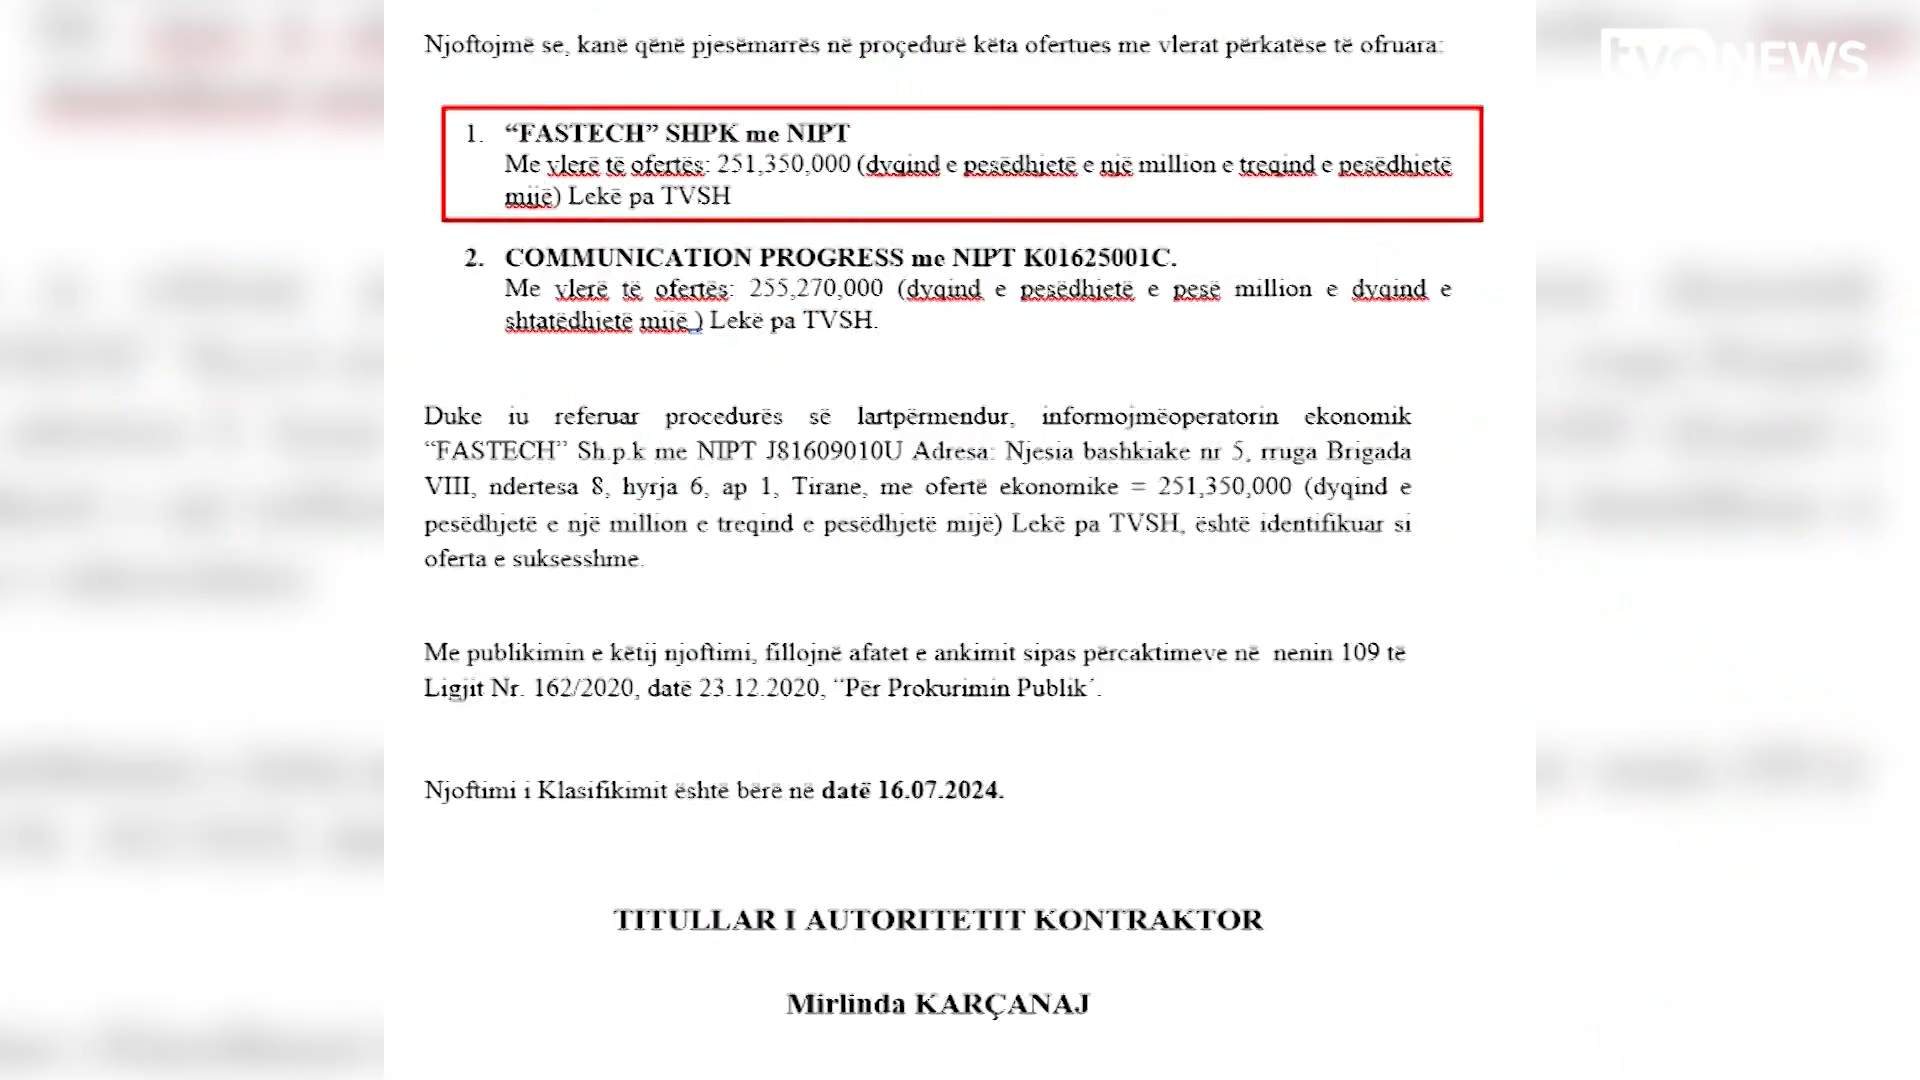 Njoftojmë se, kanë qënë pjesëmarrës në proçedurë këta ofertues me vlerat përkatëse të ofruara:
NEWS
1. “FASTECH” SHPK me NIPT
Me vlerë të ofertës: 251,350,000 (dyqind e pesëdhjetë e një million e treqind e pesëdhjetë
mijë) Lekë pa TVSH
2. COMMUNICATION PROGRESS me NIPT K01625001C.
Me vlerë të ofertës: 255,270,000 (dyqind e pesëdhjetë e pesë million e dyqind e
shtatëdhjetë mijë ) Lekë pa TVSH.
Duke iu referuar procedurës së lartpërmendur, informojmëoperatorin ekonomik
“FASTECH” Sh.p.k me NIPT J81609010U Adresa: Njesia bashkiake nr 5, rruga Brigada
VIII, ndertesa 8, hyrja 6, ap 1, Tirane, me ofertë ekonomike = 251,350,000 (dyqind e
pesëdhjetë e një million e treqind e pesëdhjetë mijë) Lekë pa TVSH, është identifikuar si
oferta e suksesshme.
Me publikimin e këtij njoftimi, fillojnë afatet e ankimit sipas përcaktimeve në nenin 109 të
Ligjit Nr. 162/2020, datë 23.12.2020, “Për Prokurimin Publik´.
Njoftimi i Klasifikimit është bërë në datë 16.07.2024.
TITULLAR I AUTORITETIT KONTRAKTOR
Mirlinda KARÇANAJ